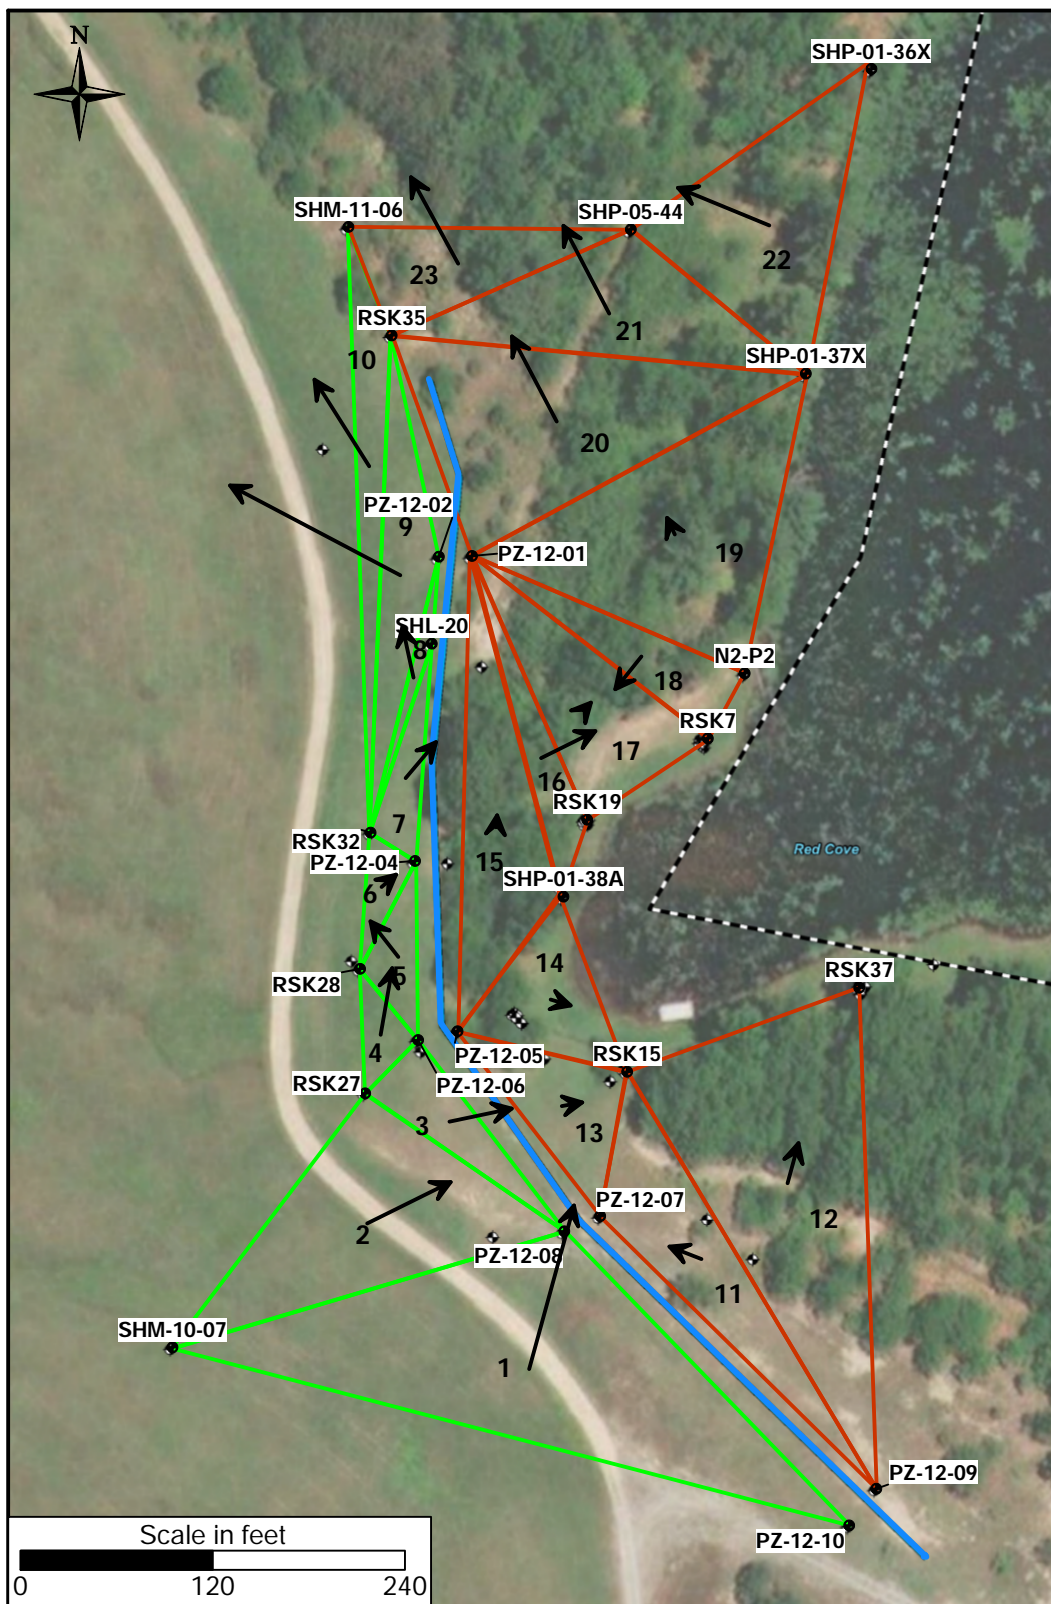 SHP-01-36X
N
SHM-11-06
SHP-05-44
22
23
RSK35
21
10
SHP-01-37X
20
PZ-12-02
9
PZ-12-01
19
SHL-20
8
N2-P2
18
RSK7
17
16
RSK19
7
RSK32
PZ-12-04
15
Red Cove
6
SHP-01-38A
14
5
RSK28
RSK37
4
PZ-12-05
RSK15
RSK27
PZ-12-06
3
13
2
PZ-12-07
12
PZ-12-08
11
SHM-10-07
1
PZ-12-09
PZ-12-10
Scale in feet
0 120 240